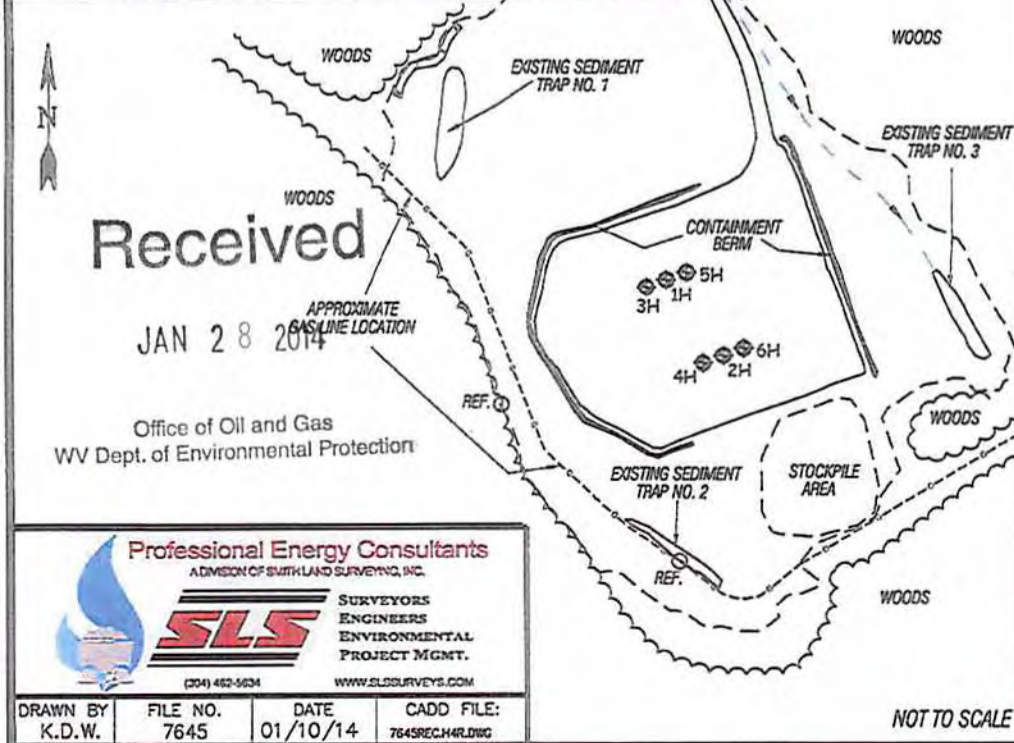 WOODS
WOODS
EXISTING SEDIMENT
TRAP NO. 1
N
EXISTING SEDIMENT
TRAP NO. 3
WOODS
Received
CONTAINMENT
BERM
5H
1H
3H
APPROXIMATE
GASLINE LOCATION
JAN 28 2014
6H
2H
4H
REF.
Office of Oil and Gas
WV Dept. of Environmental Protection
WOODS
EXISTING SEDIMENT
TRAP NO. 2
STOCKPILE
AREA
REF.
WOODS
Professional Energy Consultants
A DIVISION OF SMITH LAND SURVEYING, INC.
SLS
SURVEYORS
ENGINEERS
ENVIRONMENTAL
PROJECT MGMT.
(304) 462-5634
WWW.SLSSURVEYS.COM
DRAWN BY
K.D.W.
FILE NO.
7645
DATE
01/10/14
CADD FILE:
7645REC.H4R.DWG
NOT TO SCALE